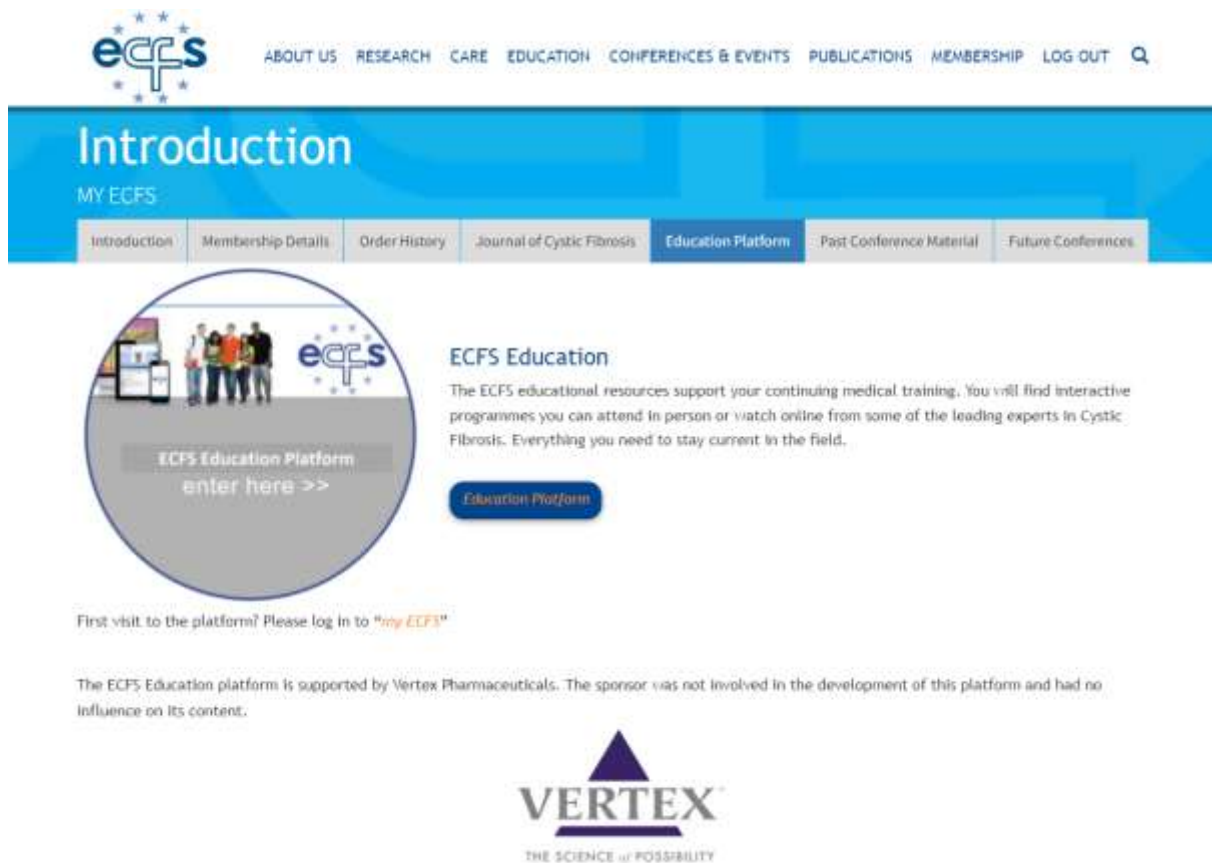 ecfs
ABOUT US RESEARCH CARE EDUCATION CONFERENCES & EVENTS PUBLICATIONS MEMBERSHIP LOG OUT
Introduction
MY ECFS
Introduction Membership Details Order History Journal of Cystic Fibrosis Education Platform Past Conference Material Future Conferences
ecfs
ECFS Education Platform
enter here >>
ECFS Education
The ECFS educational resources support your continuing medical training. You will find interactive
programmes you can attend in person or watch online from some of the leading experts in Cystic
Fibrosis. Everything you need to stay current in the field.
Education Platform
First visit to the platform? Please log in to "my ECFS"
The ECFS Education platform is supported by Vertex Pharmaceuticals. The sponsor was not involved in the development of this platform and had no
influence on its content.
VERTEX
THE SCIENCE of POSSIBILITY